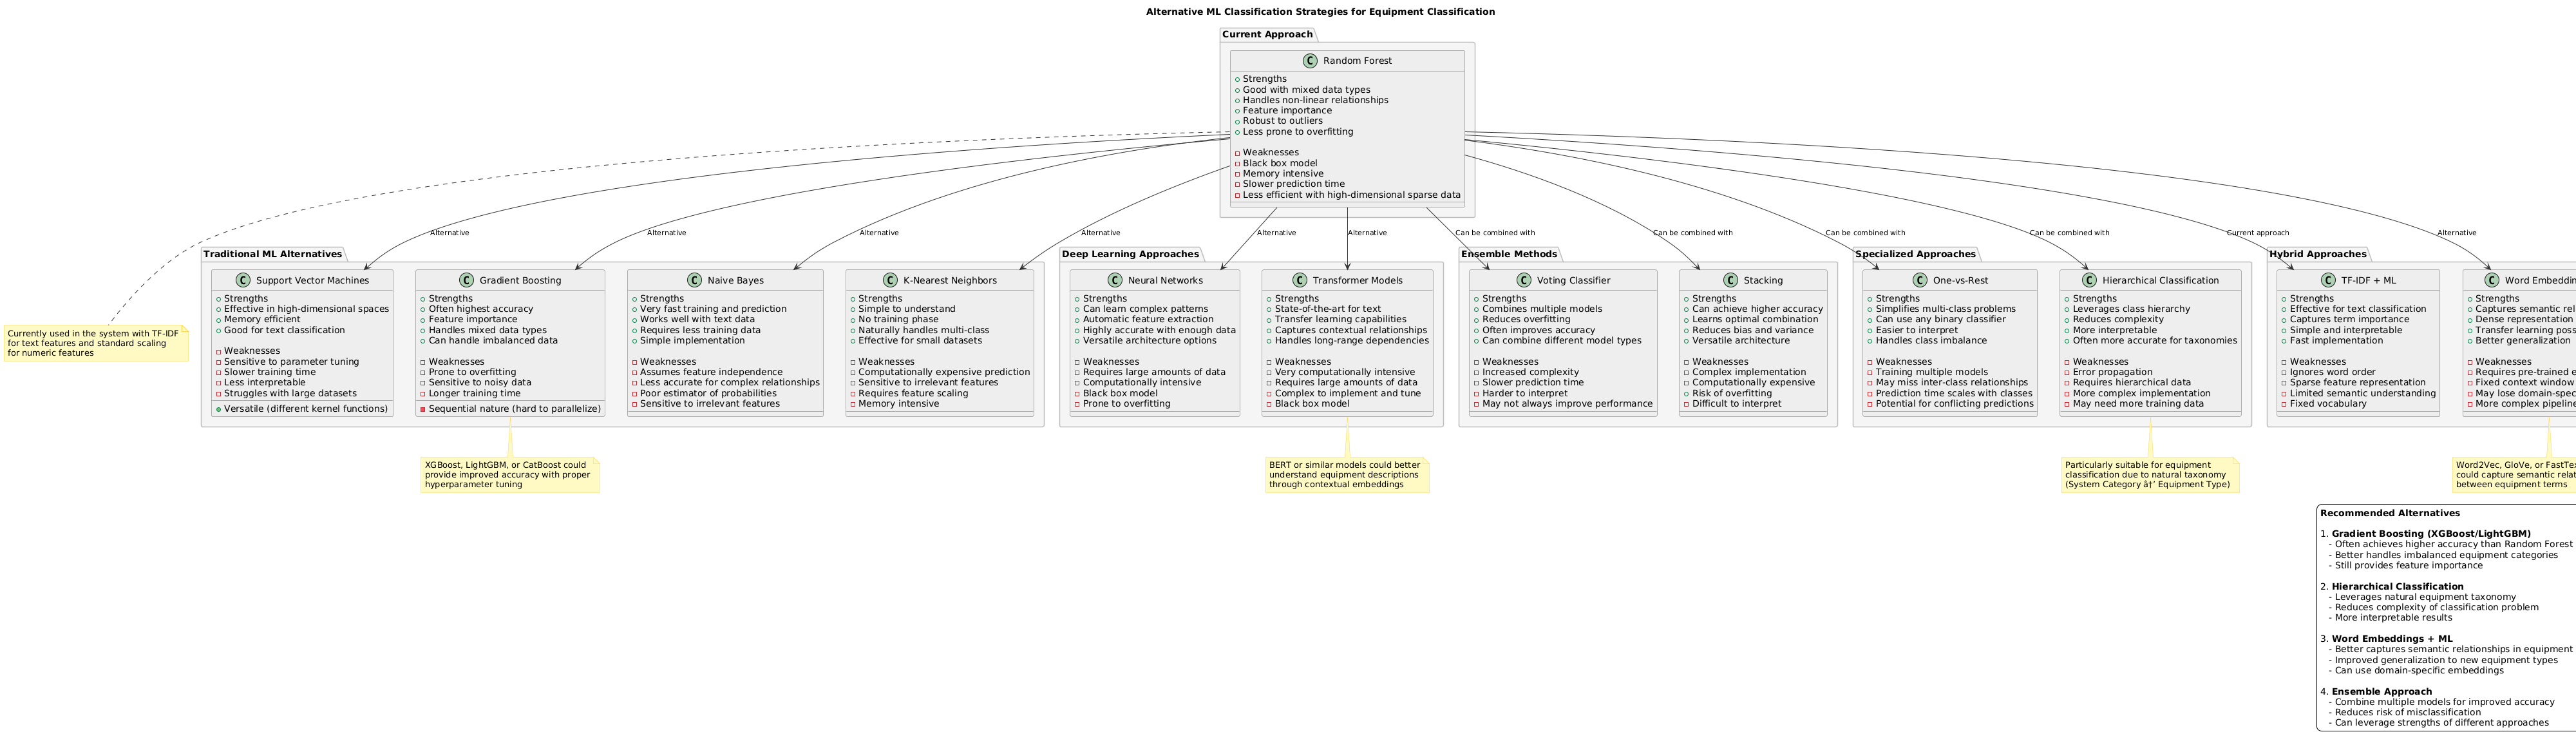 Alternative ML Classification Strategies for Equipment Classification
Current Approach
C Random Forest
Strengths
Good with mixed data types
Handles non-linear relationships
Feature importance
Robust to outliers
Less prone to overfitting
Weaknesses
Black box model
Memory intensive
Slower prediction time
Less efficient with high-dimensional sparse data
Alternative
Alternative
Alternative
Alternative
Alternative
Alternative
Can be combined with
Can be combined with
Can be combined with
Can be combined with
Current approach
Alternative
Currently used in the system with TF-IDF
for text features and standard scaling
for numeric features
Traditional ML Alternatives
C Support Vector Machines
Strengths
Effective in high-dimensional spaces
Memory efficient
Good for text classification
Weaknesses
Sensitive to parameter tuning
Slower training time
Less interpretable
Struggles with large datasets
Versatile (different kernel functions)
C Gradient Boosting
Strengths
Often highest accuracy
Feature importance
Handles mixed data types
Can handle imbalanced data
Weaknesses
Prone to overfitting
Sensitive to noisy data
Longer training time
Sequential nature (hard to parallelize)
C Naive Bayes
Strengths
Very fast training and prediction
Works well with text data
Requires less training data
Simple implementation
Weaknesses
Assumes feature independence
Less accurate for complex relationships
Poor estimator of probabilities
Sensitive to irrelevant features
C K-Nearest Neighbors
Strengths
Simple to understand
No training phase
Naturally handles multi-class
Effective for small datasets
Weaknesses
Computationally expensive prediction
Sensitive to irrelevant features
Requires feature scaling
Memory intensive
Deep Learning Approaches
C Neural Networks
Strengths
Can learn complex patterns
Automatic feature extraction
Highly accurate with enough data
Versatile architecture options
Weaknesses
Requires large amounts of data
Computationally intensive
Black box model
Prone to overfitting
C Transformer Models
Strengths
State-of-the-art for text
Transfer learning capabilities
Captures contextual relationships
Handles long-range dependencies
Weaknesses
Very computationally intensive
Requires large amounts of data
Complex to implement and tune
Black box model
Ensemble Methods
C Voting Classifier
Strengths
Combines multiple models
Reduces overfitting
Often improves accuracy
Can combine different model types
Weaknesses
Increased complexity
Slower prediction time
Harder to interpret
May not always improve performance
C Stacking
Strengths
Can achieve higher accuracy
Learns optimal combination
Reduces bias and variance
Versatile architecture
Weaknesses
Complex implementation
Computationally expensive
Risk of overfitting
Difficult to interpret
Specialized Approaches
C One-vs-Rest
Strengths
Simplifies multi-class problems
Can use any binary classifier
Easier to interpret
Handles class imbalance
Weaknesses
Training multiple models
May miss inter-class relationships
Prediction time scales with classes
Potential for conflicting predictions
C Hierarchical Classification
Strengths
Leverages class hierarchy
Reduces complexity
More interpretable
Often more accurate for taxonomies
Weaknesses
Error propagation
Requires hierarchical data
More complex implementation
May need more training data
Hybrid Approaches
C TF-IDF + ML
Strengths
Effective for text classification
Captures term importance
Simple and interpretable
Fast implementation
Weaknesses
Ignores word order
Sparse feature representation
Limited semantic understanding
Fixed vocabulary
C Word
Strengths
Captures semantic
Dense representation
Transfer learning
Better generalization
Weaknesses
Requires pre-trained
Fixed context window
May lose
More complex pipeline
XGBoost, LightGBM, or CatBoost could
provide improved accuracy with proper
hyperparameter tuning
BERT or similar models could better
understand equipment descriptions
through contextual embeddings
Particularly suitable for equipment
classification due to natural taxonomy
(System Category â†’ Equipment Type)
Word2Vec, GloVe, or
could capture semantic
between equipment terms
Recommended Alternatives
1. Gradient Boosting (XGBoost/LightGBM)
- Often achieves higher accuracy than Random Forest
- Better handles imbalanced equipment categories
- Still provides feature importance
2. Hierarchical Classification
- Leverages natural equipment taxonomy
- Reduces complexity of classification problem
- More interpretable results
3. Word Embeddings + ML
- Better captures semantic relationships in equipment
- Improved generalization to new equipment types
- Can use domain-specific embeddings
4. Ensemble Approach
- Combine multiple models for improved accuracy
- Reduces risk of misclassification
- Can leverage strengths of different approaches